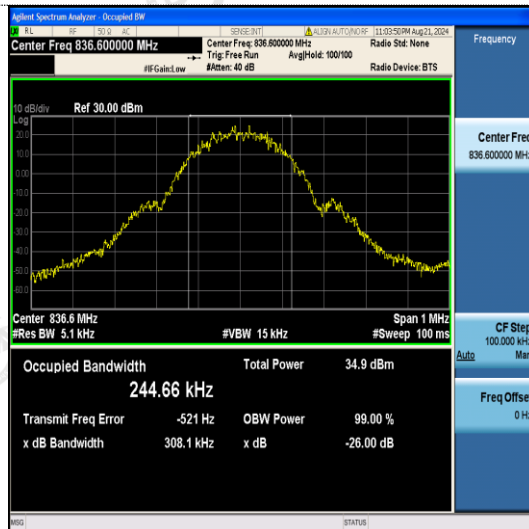 Agilent Spectrum Analyzer - Occupied BW
RL RF 50 Ω AC SENSE:INT ALIGN AUTO/NO RF 11:03:50 PM Aug 21, 2024
Center Freq 836.600000 MHz
Center Freq: 836.600000 MHz
Radio Std: None
Trig: Free Run Avg|Hold: 100/100
#IFGain:Low #Atten: 40 dB Radio Device: BTS
Frequency
10 dB/div Ref 30.00 dBm
Log
20.0
10.0
0.00
-10.0
-20.0
-30.0
-40.0
-50.0
-60.0
Center Freq
836.600000 MHz
Center 836.6 MHz Span 1 MHz
#Res BW 5.1 kHz #VBW 15 kHz #Sweep 100 ms
CF Step
100.000 kHz
Auto Man
Occupied Bandwidth Total Power 34.9 dBm
244.66 kHz
Transmit Freq Error -521 Hz OBW Power 99.00 %
x dB Bandwidth 308.1 kHz x dB -26.00 dB
Freq Offset
0 Hz
MSG STATUS